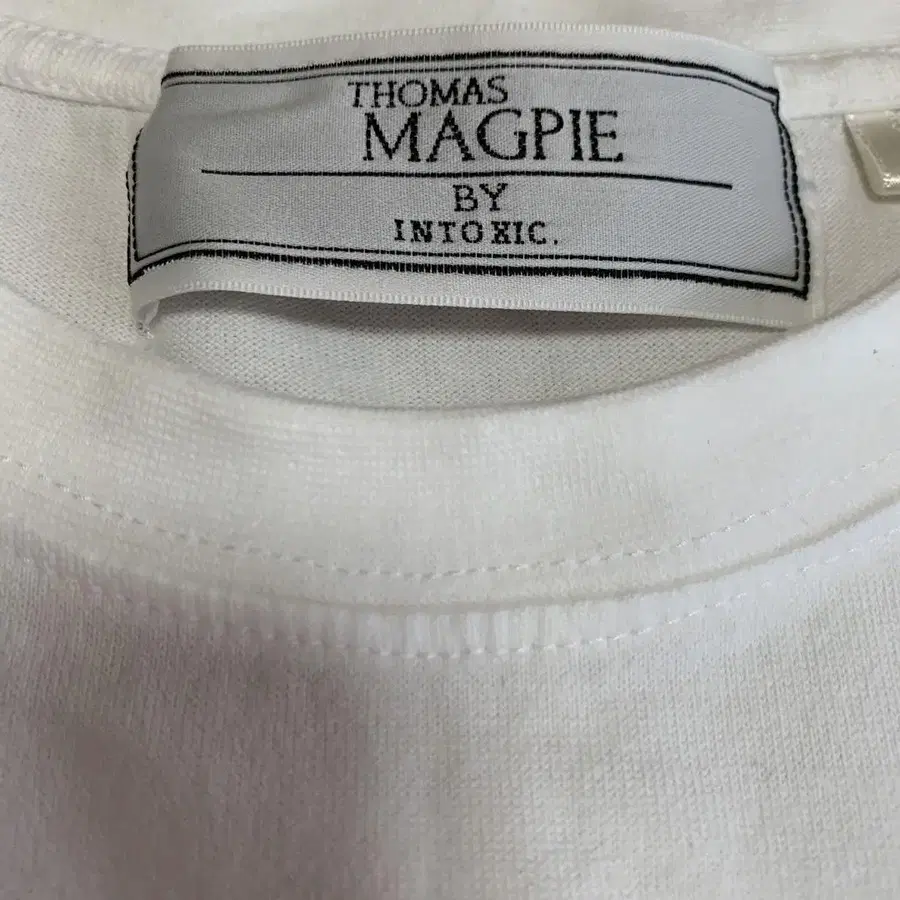 THOMAS
MAGPIE
BY
INTOXIC.